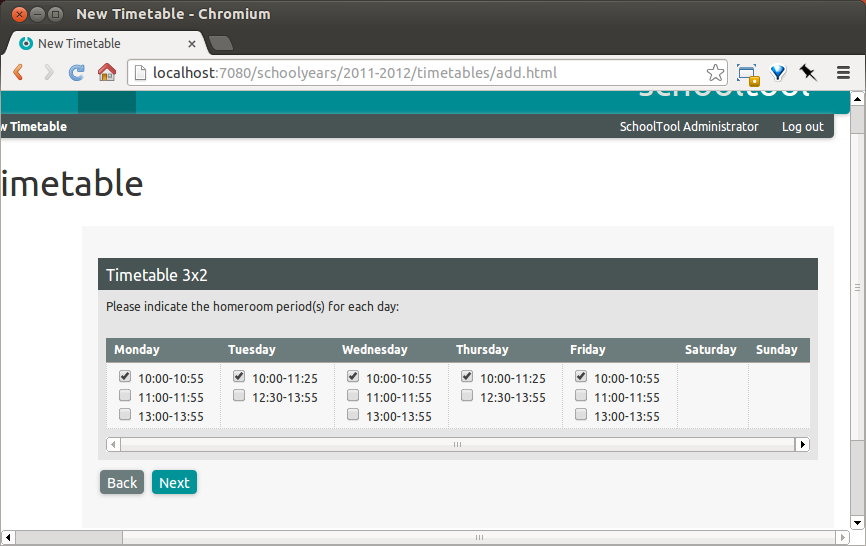 New Timetable - Chromium
New Timetable
localhost:7080/schoolyears/2011-2012/timetables/add.html
schooltool
w Timetable
SchoolTool Administrator Log out
imetable
Timetable 3x2
Please indicate the homeroom period(s) for each day:
Monday Tuesday Wednesday Thursday Friday Saturday Sunday
10:00-10:55 10:00-11:25 10:00-10:55 10:00-11:25 10:00-10:55
11:00-11:55 12:30-13:55 11:00-11:55 12:30-13:55 11:00-11:55
13:00-13:55 13:00-13:55 13:00-13:55
Back Next